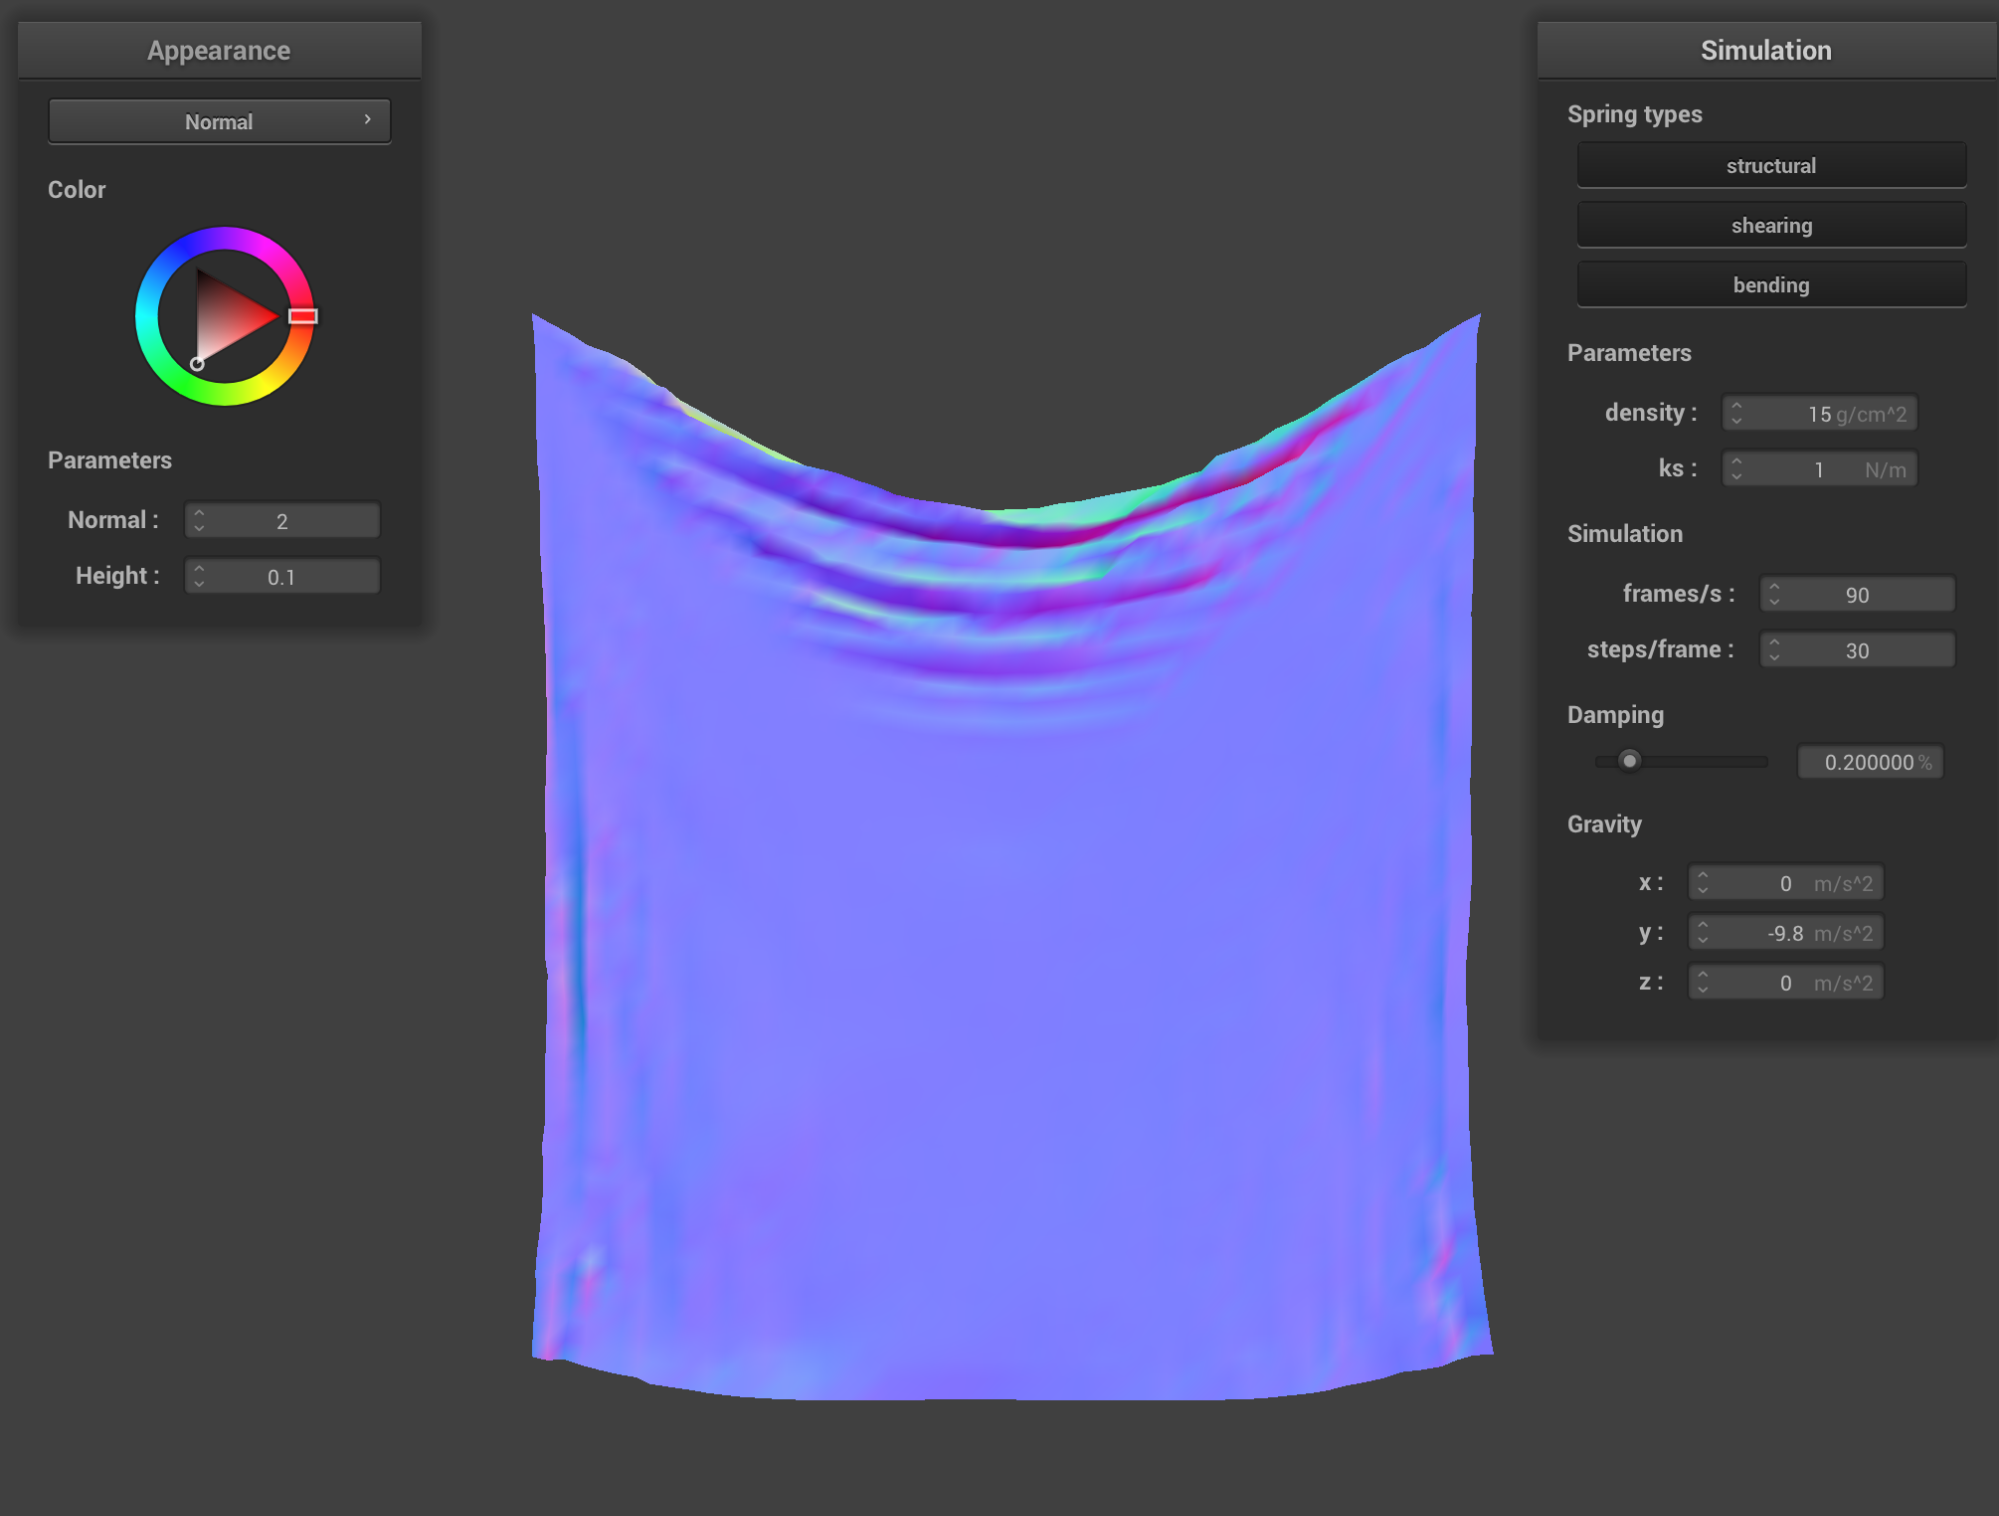 Appearance
Normal
Color
Parameters
Normal : 2
Height : 0.1
Simulation
Spring types
structural
shearing
bending
Parameters
density : 15 g/cm^2
ks : 1 N/m
Simulation
frames/s : 90
steps/frame : 30
Damping
0.200000 %
Gravity
x : 0 m/s^2
y : -9.8 m/s^2
z : 0 m/s^2